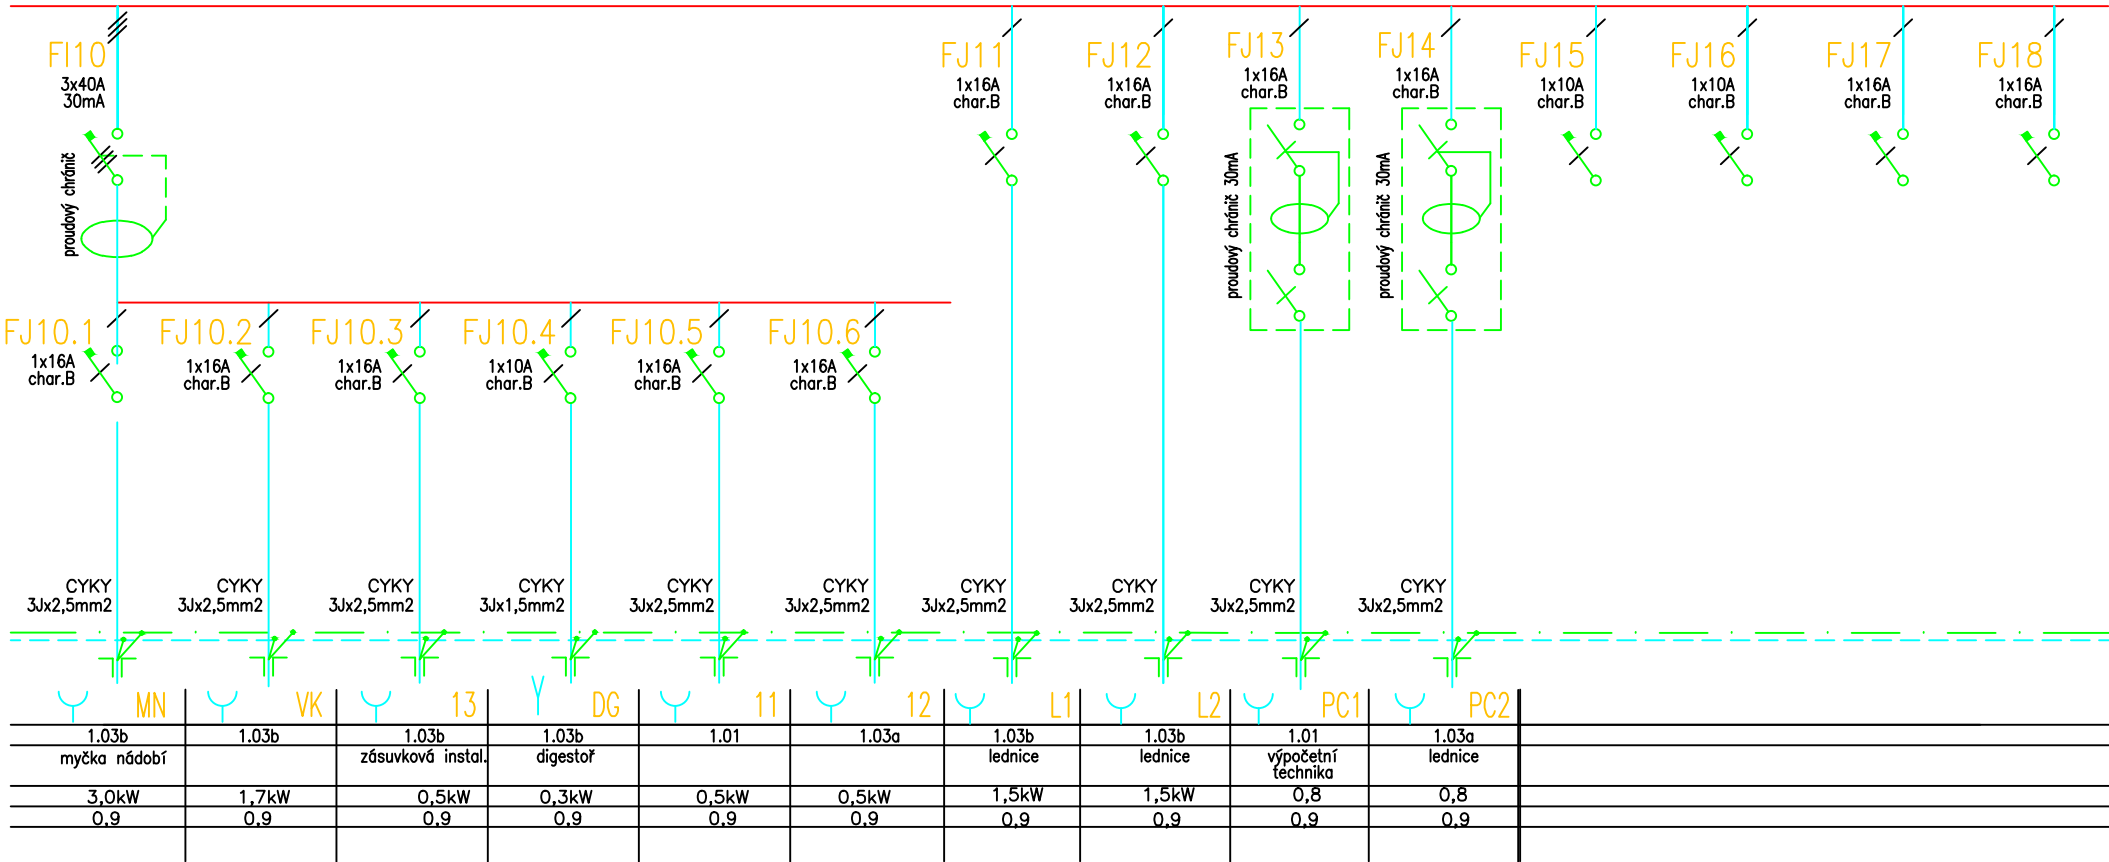 FI10
3x40A
30mA
proudový chránič
FJ11
1x16A
char.B
FJ12
1x16A
char.B
FJ13
1x16A
char.B
proudový chránič 30mA
FJ14
1x16A
char.B
proudový chránič 30mA
FJ15
1x10A
char.B
FJ16
1x10A
char.B
FJ17
1x16A
char.B
FJ18
1x16A
char.B
FJ10.1
1x16A
char.B
FJ10.2
1x16A
char.B
FJ10.3
1x16A
char.B
FJ10.4
1x10A
char.B
FJ10.5
1x16A
char.B
FJ10.6
1x16A
char.B
CYKY
3Jx2,5mm2
CYKY
3Jx2,5mm2
CYKY
3Jx2,5mm2
CYKY
3Jx1,5mm2
CYKY
3Jx2,5mm2
CYKY
3Jx2,5mm2
CYKY
3Jx2,5mm2
CYKY
3Jx2,5mm2
CYKY
3Jx2,5mm2
CYKY
3Jx2,5mm2
MN VK 13 DG 11 12 L1 L2 PC1 PC2
1.03b 1.03b 1.03b 1.03b 1.01 1.03a 1.03b 1.03b 1.01 1.03a
myčka nádobí zásuvková instal. digestoř lednice lednice výpočetní lednice
technika
3,0kW 1,7kW 0,5kW 0,3kW 0,5kW 0,5kW 1,5kW 1,5kW 0,8 0,8
0,9 0,9 0,9 0,9 0,9 0,9 0,9 0,9 0,9 0,9